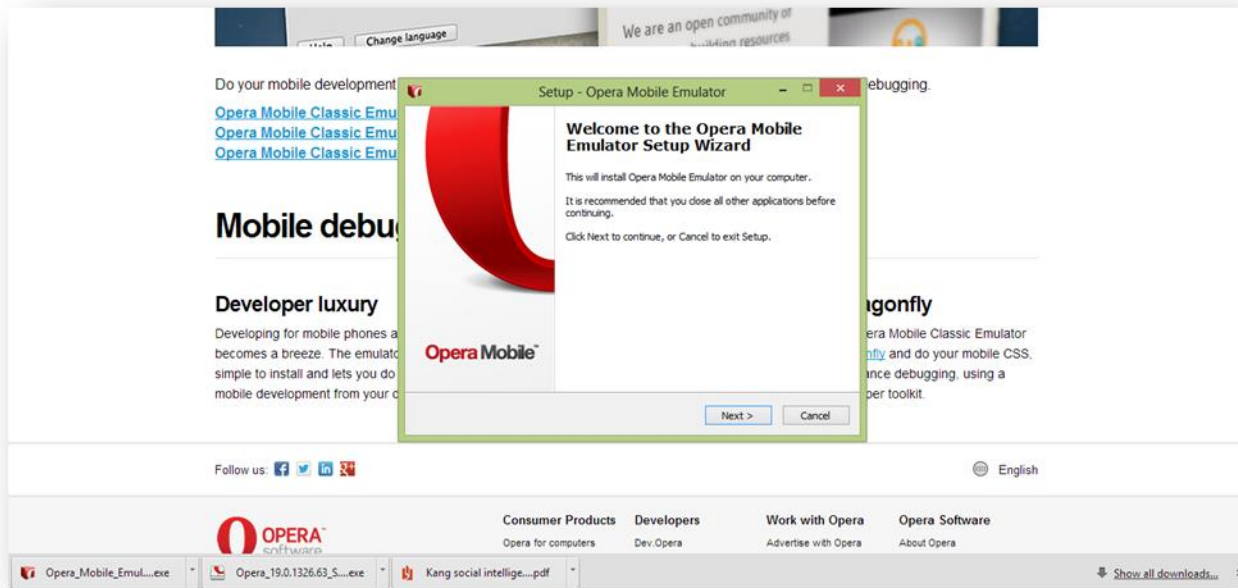 Change language
We are an open community of
building resources
Do your mobile development
ebugging.
Opera Mobile Classic Emu
Opera Mobile Classic Emu
Opera Mobile Classic Emu
Setup - Opera Mobile Emulator
Welcome to the Opera Mobile
Emulator Setup Wizard
This will install Opera Mobile Emulator on your computer.
It is recommended that you close all other applications before
continuing.
Click Next to continue, or Cancel to exit Setup.
Opera Mobile™
Next >
Cancel
Mobile debu
Developer luxury
Developing for mobile phones a
becomes a breeze. The emulato
simple to install and lets you do
mobile development from your
agonfly
era Mobile Classic Emulator
nfly and do your mobile CSS,
ance debugging, using a
per toolkit.
Follow us:
English
OPERA™
software
Consumer Products
Opera for computers
Developers
Dev.Opera
Work with Opera
Advertise with Opera
Opera Software
About Opera
Opera_Mobile_Emul....exe
Opera_19.0.1326.63_S....exe
Kang social intellige....pdf
Show all downloads...